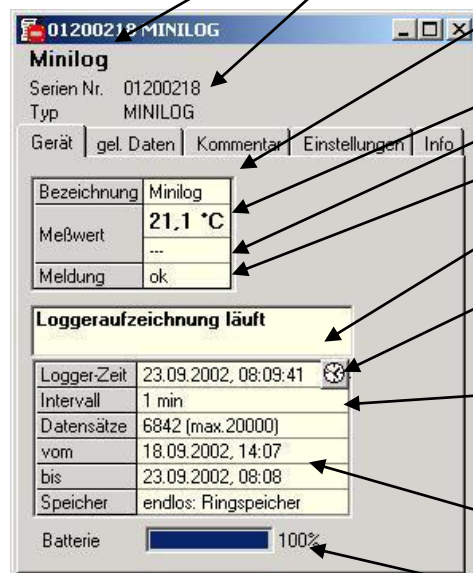 01200218 MINILOG
Minilog
Serien Nr. 01200218
Typ MINILOG
Gerät gel. Daten Kommentar Einstellungen Info
Bezeichnung Minilog
Meßwert 21,1 °C
---
Meldung ok
Loggeraufzeichnung läuft
Logger-Zeit 23.09.2002, 08:09:41
Intervall 1 min
Datensätze 6842 (max.20000)
vom 18.09.2002, 14:07
bis 23.09.2002, 08:08
Speicher endlos: Ringspeicher
Batterie 100%